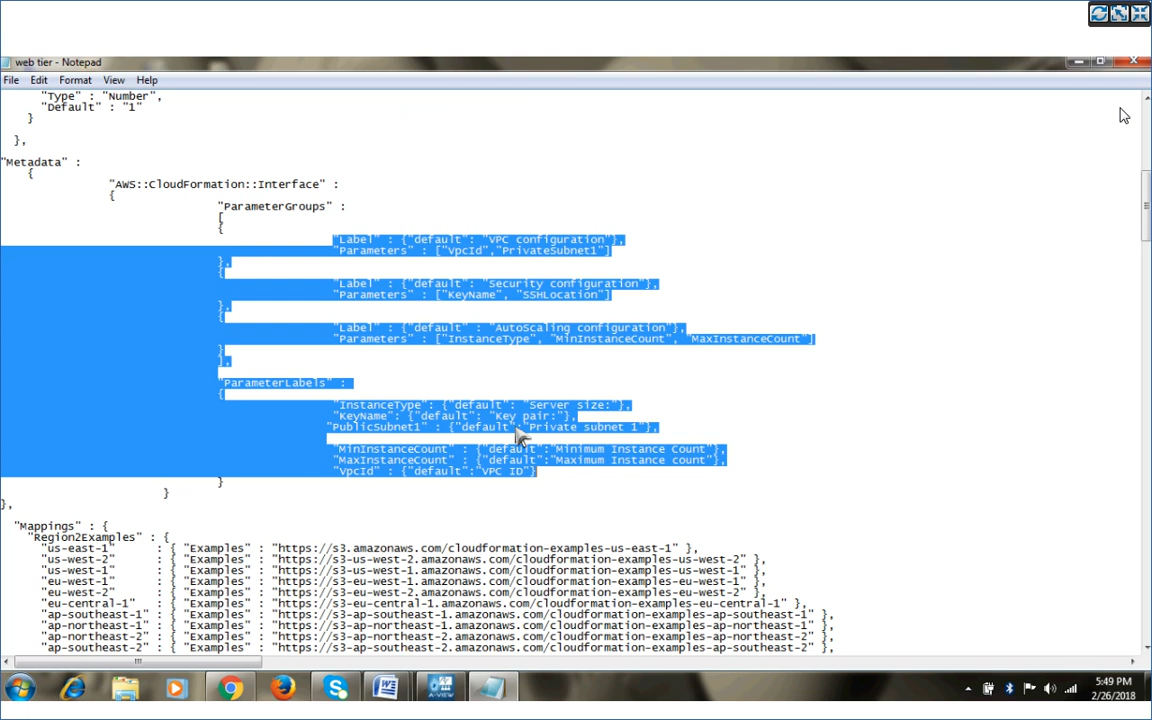 web tier - Notepad
File Edit Format View Help
"Type" : "Number",
"Default" : "1"
}
},
"Metadata" :
{
"AWS::CloudFormation::Interface" :
{
"ParameterGroups" :
[
{
"Label" : {"default": "VPC configuration"},
"Parameters" : ["VpcId","PrivateSubnet1"]
},
{
"Label" : {"default": "Security configuration"},
"Parameters" : ["KeyName", "SSHLocation"]
},
{
"Label" : {"default" : "AutoScaling configuration"},
"Parameters" : ["InstanceType", "MinInstanceCount", "MaxInstanceCount"]
}
],
"ParameterLabels" :
{
"InstanceType": {"default": "Server size:"},
"KeyName": {"default": "Key pair:"},
"PublicSubnet1" : {"default":"Private subnet 1"},
"MinInstanceCount" : {"default":"Minimum Instance Count"},
"MaxInstanceCount" : {"default":"Maximum Instance count"},
"VpcId" : {"default":"VPC ID"}
}
}
},
"Mappings" : {
"Region2Examples" : {
"us-east-1" : { "Examples" : "https://s3.amazonaws.com/cloudformation-examples-us-east-1" },
"us-west-2" : { "Examples" : "https://s3-us-west-2.amazonaws.com/cloudformation-examples-us-west-2" },
"us-west-1" : { "Examples" : "https://s3-us-west-1.amazonaws.com/cloudformation-examples-us-west-1" },
"eu-west-1" : { "Examples" : "https://s3-eu-west-1.amazonaws.com/cloudformation-examples-eu-west-1" },
"eu-west-2" : { "Examples" : "https://s3-eu-west-2.amazonaws.com/cloudformation-examples-eu-west-2" },
"eu-central-1" : { "Examples" : "https://s3-eu-central-1.amazonaws.com/cloudformation-examples-eu-central-1" },
"ap-southeast-1" : { "Examples" : "https://s3-ap-southeast-1.amazonaws.com/cloudformation-examples-ap-southeast-1" },
"ap-northeast-1" : { "Examples" : "https://s3-ap-northeast-1.amazonaws.com/cloudformation-examples-ap-northeast-1" },
"ap-northeast-2" : { "Examples" : "https://s3-ap-northeast-2.amazonaws.com/cloudformation-examples-ap-northeast-2" },
"ap-southeast-2" : { "Examples" : "https://s3-ap-southeast-2.amazonaws.com/cloudformation-examples-ap-southeast-2" },
A-VIEW
5:49 PM
2/26/2018